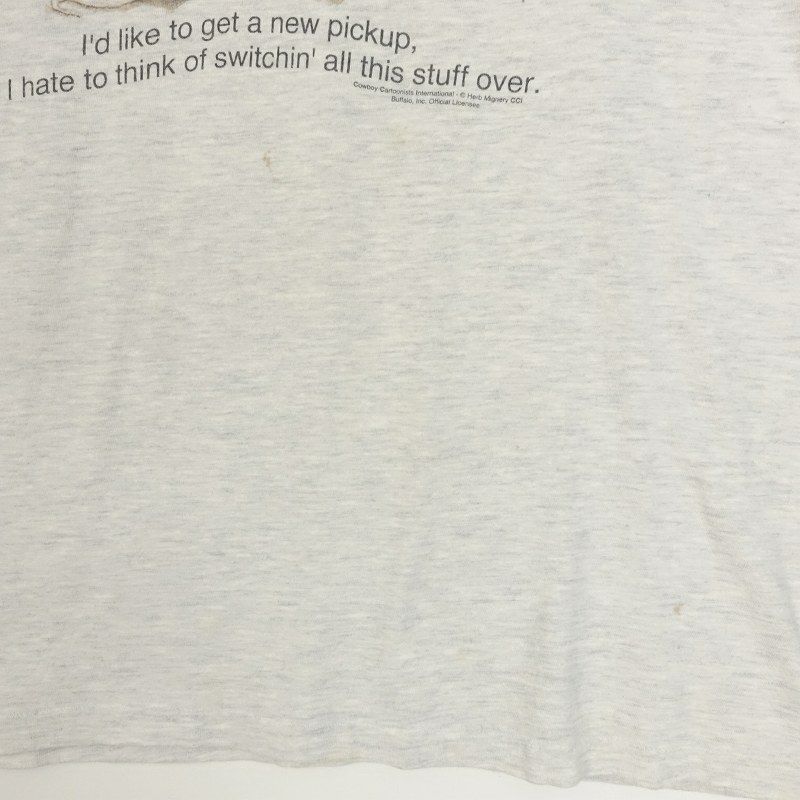 I'd like to get a new pickup,
I hate to think of switchin' all this stuff over.
Cowboy Cartoonists International - © Herb Mignery CCI
Buffalo, Inc. Official Licensee